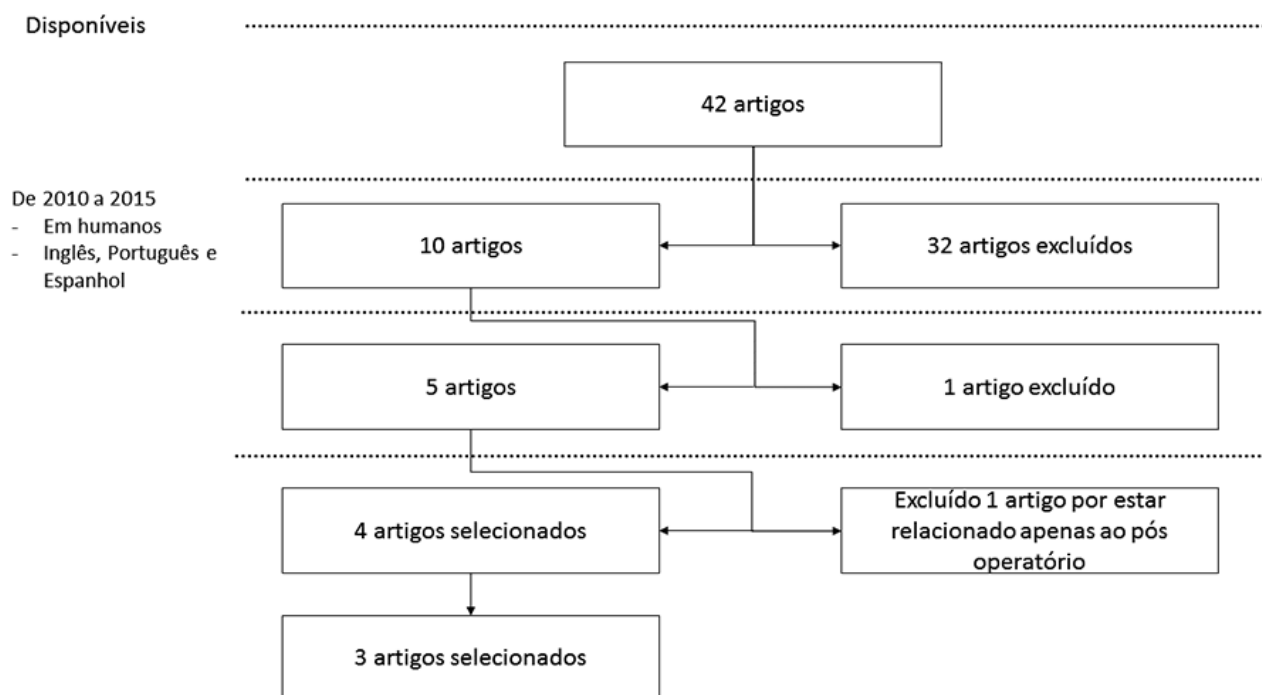 Disponíveis
42 artigos
De 2010 a 2015
- Em humanos
- Inglês, Português e
Espanhol
10 artigos
32 artigos excluídos
5 artigos
1 artigo excluído
4 artigos selecionados
Excluído 1 artigo por estar
relacionado apenas ao pós
operatório
3 artigos selecionados